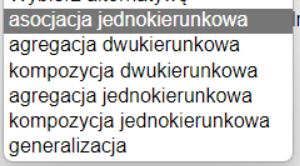 asocjacja jednokierunkowa
agregacja dwukierunkowa
kompozycja dwukierunkowa
agregacja jednokierunkowa
kompozycja jednokierunkowa
generalizacja